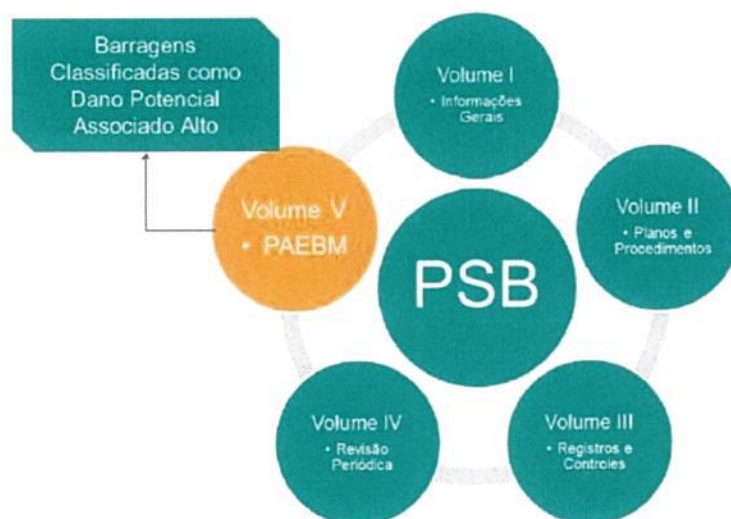 Barragens
Classificadas como
Dano Potencial
Associado Alto
Volume I
• Informações
Gerais
Volume V
• PAEBM
Volume II
• Planos e
Procedimentos
PSB
Volume IV
• Revisão
Periódica
Volume III
• Registros e
Controles